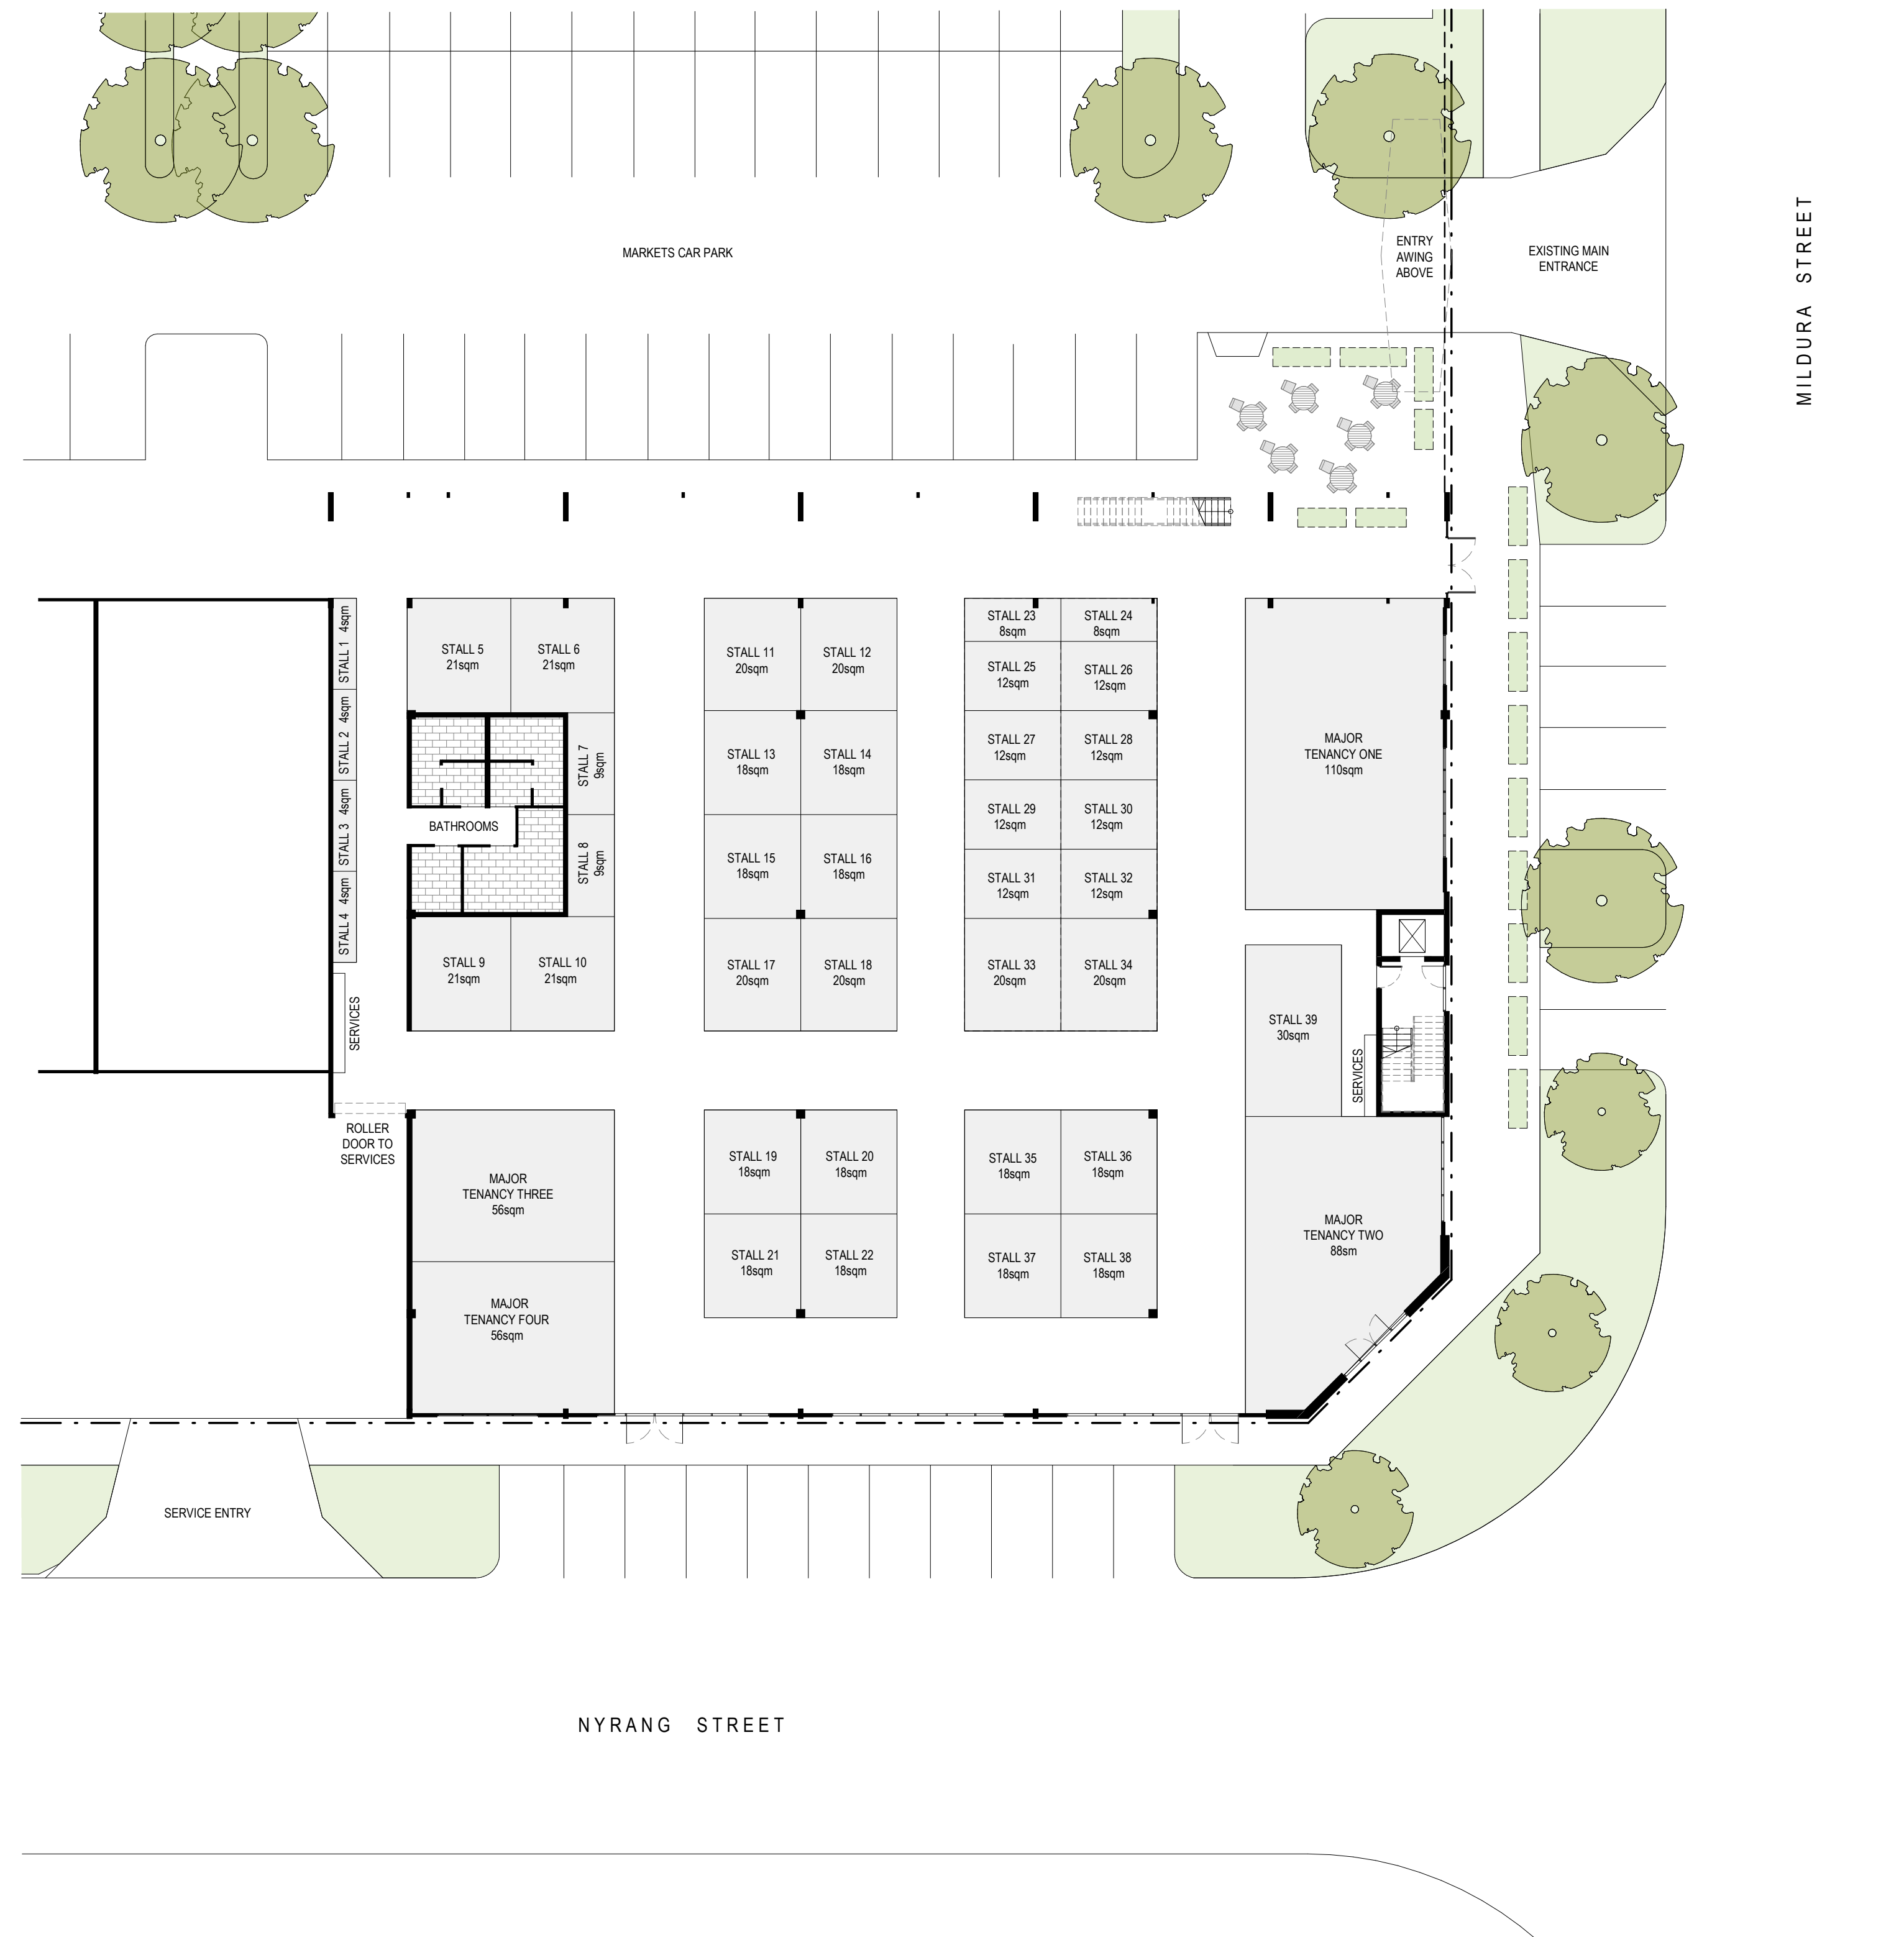 MARKETS CAR PARK
ENTRY
AWING
ABOVE
EXISTING MAIN
ENTRANCE
MILDURA STREET
STALL 1 4sqm
STALL 2 4sqm
STALL 3 4sqm
STALL 4 4sqm
SERVICES
ROLLER
DOOR TO
SERVICES
STALL 5
21sqm
STALL 6
21sqm
STALL 7
9sqm
BATHROOMS
STALL 8
9sqm
STALL 9
21sqm
STALL 10
21sqm
STALL 11
20sqm
STALL 12
20sqm
STALL 13
18sqm
STALL 14
18sqm
STALL 15
18sqm
STALL 16
18sqm
STALL 17
20sqm
STALL 18
20sqm
STALL 19
18sqm
STALL 20
18sqm
STALL 21
18sqm
STALL 22
18sqm
STALL 23
8sqm
STALL 24
8sqm
STALL 25
12sqm
STALL 26
12sqm
STALL 27
12sqm
STALL 28
12sqm
STALL 29
12sqm
STALL 30
12sqm
STALL 31
12sqm
STALL 32
12sqm
STALL 33
20sqm
STALL 34
20sqm
STALL 35
18sqm
STALL 36
18sqm
STALL 37
18sqm
STALL 38
18sqm
MAJOR
TENANCY ONE
110sqm
STALL 39
30sqm
SERVICES
MAJOR
TENANCY TWO
88sm
MAJOR
TENANCY THREE
56sqm
MAJOR
TENANCY FOUR
56sqm
SERVICE ENTRY
NYRANG STREET